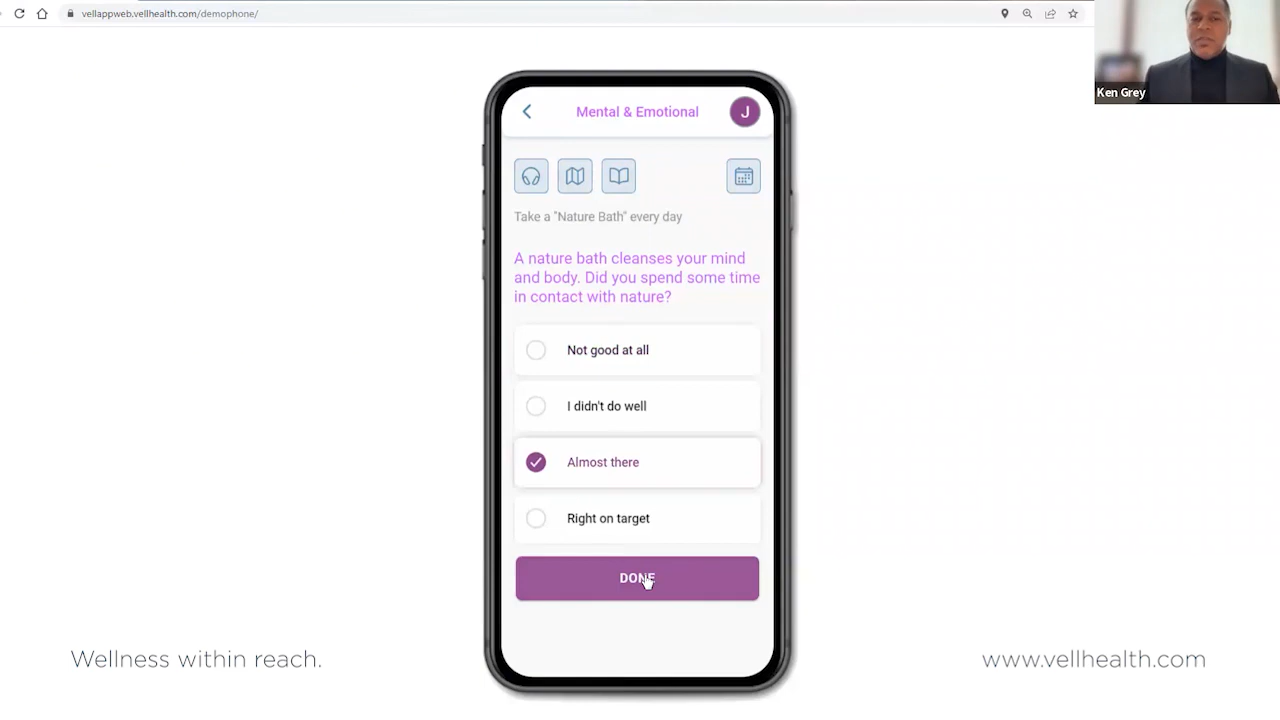 vellappweb.vellhealth.com/demophone/
Ken Grey
Mental & Emotional
J
Take a "Nature Bath" every day
A nature bath cleanses your mind
and body. Did you spend some time
in contact with nature?
Not good at all
I didn't do well
Almost there
Right on target
DONE
Wellness within reach.
www.vellhealth.com